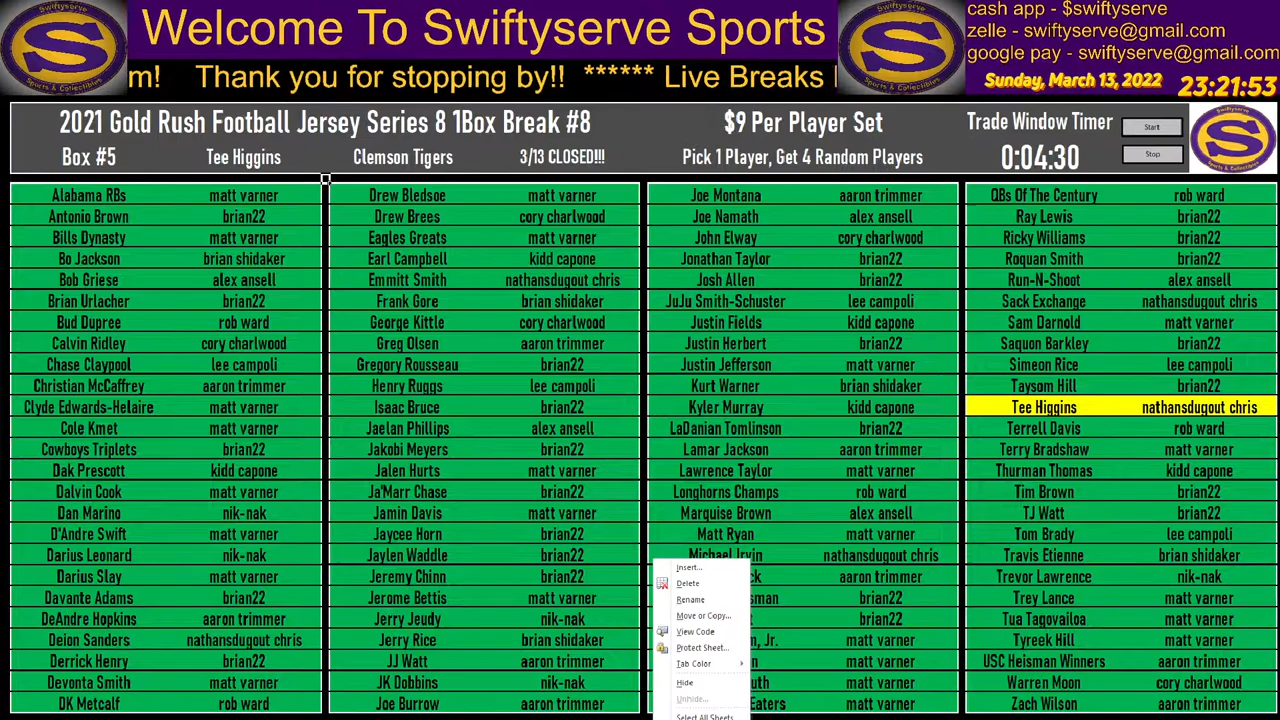 Welcome To Swiftyserve Sports
m! Thank you for stopping by!! ****** Live Breaks
Swiftyserve
Sports & Collectibles
cash app - $swiftyserve
zelle - swiftyserve@gmail.com
google pay - swiftyserve@gmail.com
Sunday, March 13, 2022 23:21:53
2021 Gold Rush Football Jersey Series 8 1Box Break #8 $9 Per Player Set Trade Window Timer Start
Box #5 Tee Higgins Clemson Tigers 3/13 CLOSED!!! Pick 1 Player, Get 4 Random Players 0:04:30 Stop
Alabama RBs matt varner Drew Bledsoe matt varner Joe Montana aaron trimmer QBs Of The Century rob ward
Antonio Brown brian22 Drew Brees cory charlwood Joe Namath alex ansell Ray Lewis brian22
Bills Dynasty matt varner Eagles Greats matt varner John Elway cory charlwood Ricky Williams brian22
Bo Jackson brian shidaker Earl Campbell kidd capone Jonathan Taylor brian22 Roquan Smith brian22
Bob Griese alex ansell Emmitt Smith nathansdugout chris Josh Allen brian22 Run-N-Shoot alex ansell
Brian Urlacher brian22 Frank Gore brian shidaker JuJu Smith-Schuster lee campoli Sack Exchange nathansdugout chris
Bud Dupree rob ward George Kittle cory charlwood Justin Fields kidd capone Sam Darnold matt varner
Calvin Ridley cory charlwood Greg Olsen aaron trimmer Justin Herbert brian22 Saquon Barkley brian22
Chase Claypool lee campoli Gregory Rousseau brian22 Justin Jefferson matt varner Simeon Rice lee campoli
Christian McCaffrey aaron trimmer Henry Ruggs lee campoli Kurt Warner brian shidaker Taysom Hill brian22
Clyde Edwards-Helaire matt varner Isaac Bruce brian22 Kyler Murray kidd capone Tee Higgins nathansdugout chris
Cole Kmet matt varner Jaelan Phillips alex ansell LaDanian Tomlinson brian22 Terrell Davis rob ward
Cowboys Triplets brian22 Jakobi Meyers brian22 Lamar Jackson aaron trimmer Terry Bradshaw matt varner
Dak Prescott kidd capone Jalen Hurts matt varner Lawrence Taylor matt varner Thurman Thomas kidd capone
Dalvin Cook matt varner Ja'Marr Chase brian22 Longhorns Champs rob ward Tim Brown brian22
Dan Marino nik-nak Jamin Davis matt varner Marquise Brown alex ansell TJ Watt brian22
D'Andre Swift matt varner Jaycee Horn brian22 Matt Ryan matt varner Tom Brady lee campoli
Darius Leonard nik-nak Jaylen Waddle brian22 Michael Irvin nathansdugout chris Travis Etienne brian shidaker
Darius Slay matt varner Jeremy Chinn brian22 ck aaron trimmer Trevor Lawrence nik-nak
Davante Adams brian22 Jerome Bettis matt varner sman brian22 Trey Lance matt varner
DeAndre Hopkins aaron trimmer Jerry Jeudy nik-nak t brian22 Tua Tagovailoa matt varner
Deion Sanders nathansdugout chris Jerry Rice brian shidaker m, Jr. matt varner Tyreek Hill matt varner
Derrick Henry brian22 JJ Watt aaron trimmer n matt varner USC Heisman Winners aaron trimmer
Devonta Smith matt varner JK Dobbins nik-nak uth matt varner Warren Moon cory charlwood
DK Metcalf rob ward Joe Burrow aaron trimmer Eaters matt varner Zach Wilson aaron trimmer
Insert...
Delete
Rename
Move or Copy...
View Code
Protect Sheet...
Tab Color
Hide
Unhide...
Select All Sheets